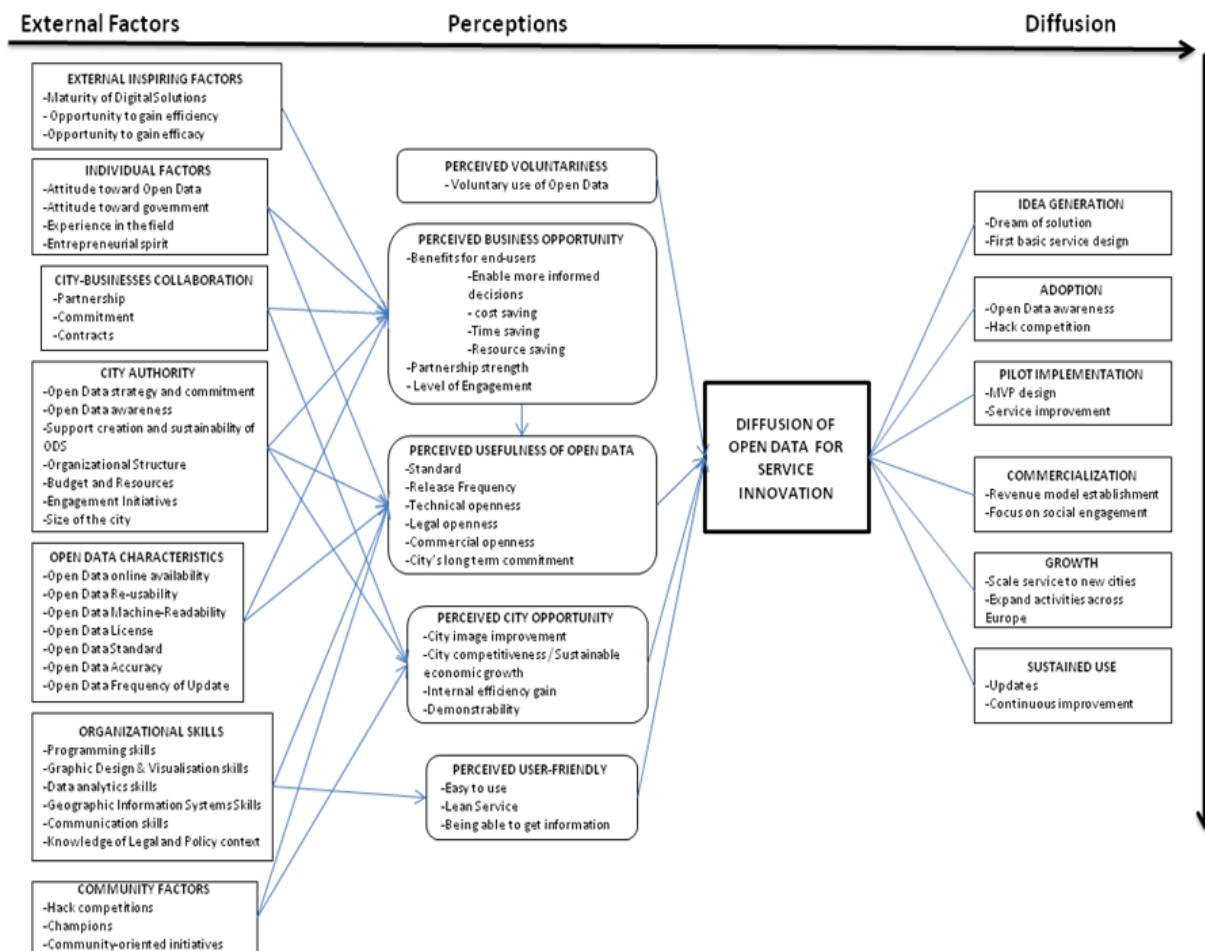 External Factors
Perceptions
Diffusion
EXTERNAL INSPIRING FACTORS
-Maturity of Digital Solutions
- Opportunity to gain efficiency
-Opportunity to gain efficacy
INDIVIDUAL FACTORS
-Attitude toward Open Data
-Attitude toward government
-Experience in the field
-Entrepreneurial spirit
CITY-BUSINESSES COLLABORATION
-Partnership
-Commitment
-Contracts
CITY AUTHORITY
-Open Data strategy and commitment
-Open Data awareness
-Support creation and sustainability of
ODS
-Organizational Structure
-Budget and Resources
-Engagement Initiatives
-Size of the city
OPEN DATA CHARACTERISTICS
-Open Data online availability
-Open Data Re-usability
-Open Data Machine-Readability
-Open Data License
-Open Data Standard
-Open Data Accuracy
-Open Data Frequency of Update
ORGANIZATIONAL SKILLS
-Programming skills
-Graphic Design & Visualisation skills
-Data analytics skills
-Geographic Information Systems Skills
-Communication skills
-Knowledge of Legal and Policy context
COMMUNITY FACTORS
-Hack competitions
-Champions
-Community-oriented initiatives
PERCEIVED VOLUNTARINESS
- Voluntary use of Open Data
PERCEIVED BUSINESS OPPORTUNITY
-Benefits for end-users
-Enable more informed
decisions
- cost saving
-Time saving
-Resource saving
-Partnership strength
- Level of Engagement
PERCEIVED USEFULNESS OF OPEN DATA
-Standard
-Release Frequency
-Technical openness
-Legal openness
-Commercial openness
-City's long term commitment
PERCEIVED CITY OPPORTUNITY
-City image improvement
-City competitiveness / Sustainable
economic growth
-Internal efficiency gain
-Demonstrability
PERCEIVED USER-FRIENDLY
-Easy to use
-Lean Service
-Being able to get information
DIFFUSION OF
OPEN DATA FOR
SERVICE
INNOVATION
IDEA GENERATION
-Dream of solution
-First basic service design
ADOPTION
-Open Data awareness
-Hack competition
PILOT IMPLEMENTATION
-MVP design
-Service improvement
COMMERCIALIZATION
-Revenue model establishment
-Focus on social engagement
GROWTH
-Scale service to new cities
-Expand activities across
Europe
SUSTAINED USE
-Updates
-Continuous improvement